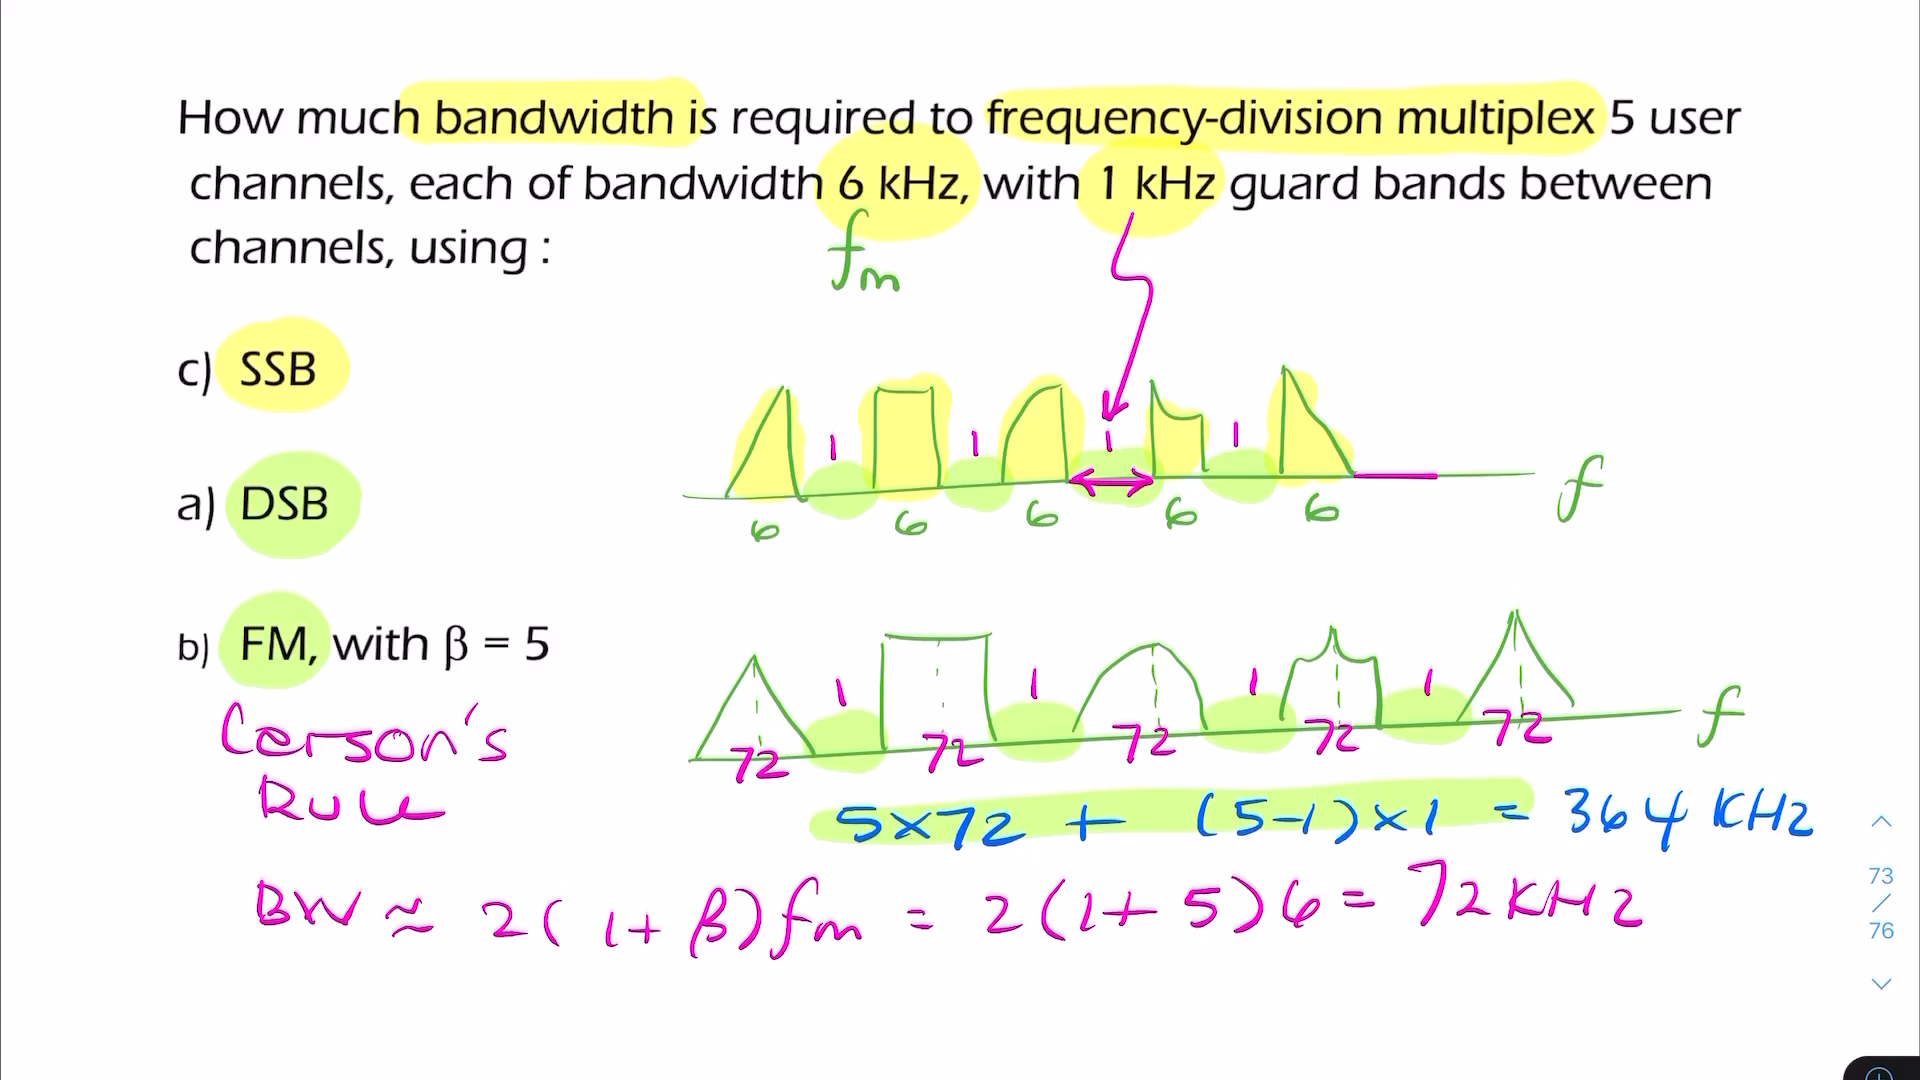 How much bandwidth is required to frequency-division multiplex 5 user
channels, each of bandwidth 6 kHz, with 1 kHz guard bands between
channels, using :
fm
c) SSB
1 1 1 1
f
6 6 6 6 6
a) DSB
b) FM, with β = 5
1 1 1 1
f
72 72 72 72 72
Carson's
Rule
5×72 + (5-1)×1 = 364 KHz
BW ≈ 2(1+β)fm = 2(1+5)6 = 72KHz
73
/
76